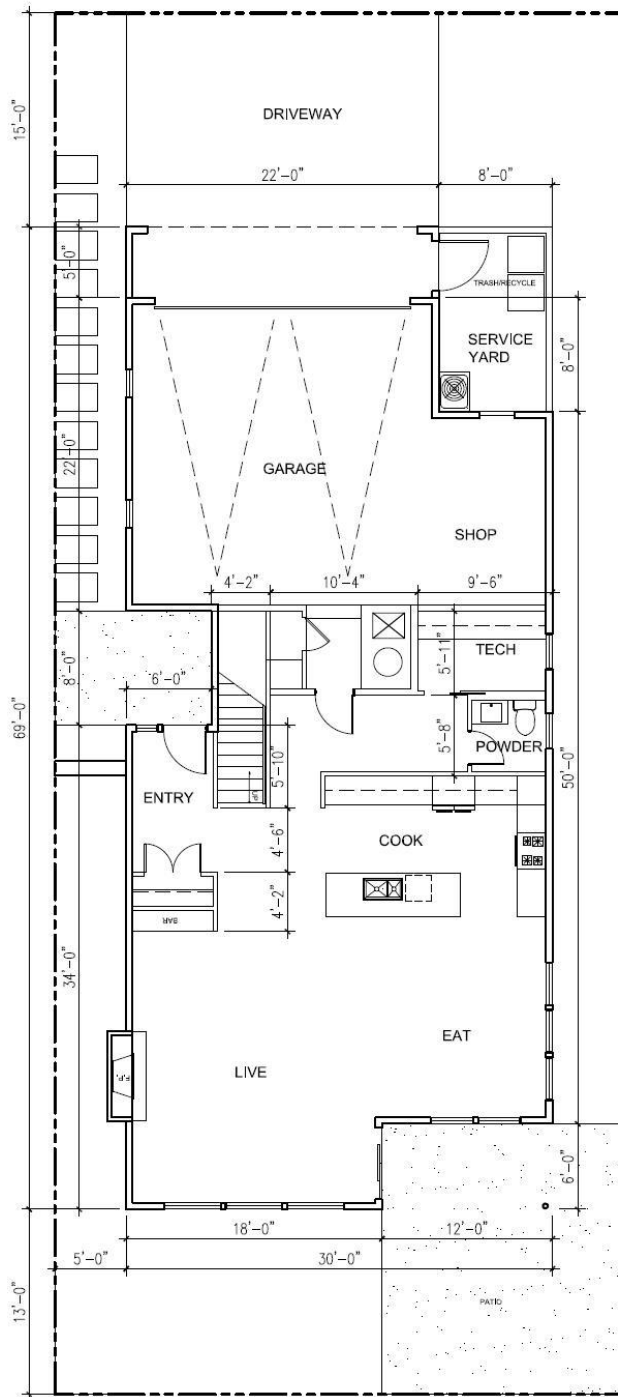 DRIVEWAY
15'-0"
22'-0"
8'-0"
5'-0"
TRASH/RECYCLE
SERVICE
YARD
8'-0"
22'-0"
GARAGE
SHOP
4'-2"
10'-4"
9'-6"
TECH
5'-11"
8'-0"
6'-0"
69'-0"
5'-8"
POWDER
50'-0"
5'-10"
UP
ENTRY
4'-6"
COOK
4'-2"
BAR
34'-0"
EAT
LIVE
F.P.
6'-0"
18'-0"
12'-0"
5'-0"
30'-0"
13'-0"
PATIO